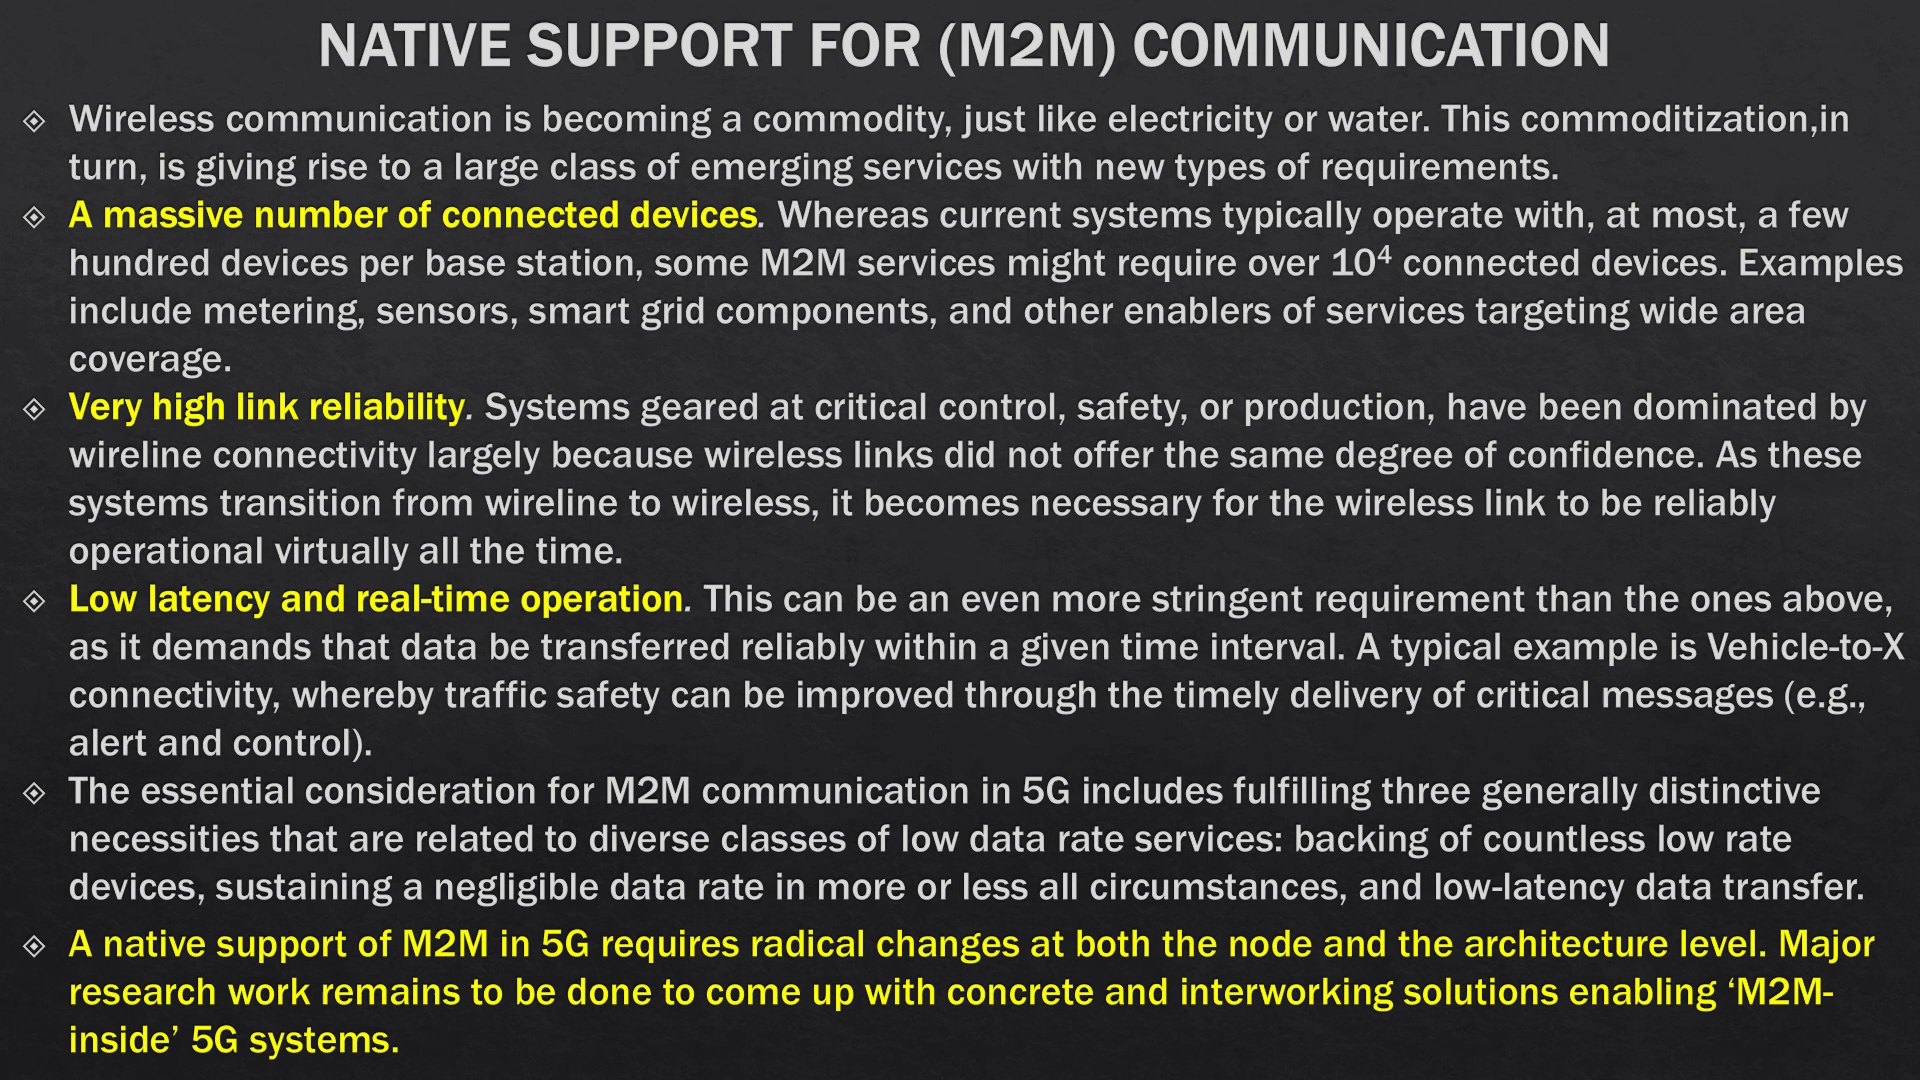 NATIVE SUPPORT FOR (M2M) COMMUNICATION
Wireless communication is becoming a commodity, just like electricity or water. This commoditization,in
turn, is giving rise to a large class of emerging services with new types of requirements.
A massive number of connected devices. Whereas current systems typically operate with, at most, a few
hundred devices per base station, some M2M services might require over 10⁴ connected devices. Examples
include metering, sensors, smart grid components, and other enablers of services targeting wide area
coverage.
Very high link reliability. Systems geared at critical control, safety, or production, have been dominated by
wireline connectivity largely because wireless links did not offer the same degree of confidence. As these
systems transition from wireline to wireless, it becomes necessary for the wireless link to be reliably
operational virtually all the time.
Low latency and real-time operation. This can be an even more stringent requirement than the ones above,
as it demands that data be transferred reliably within a given time interval. A typical example is Vehicle-to-X
connectivity, whereby traffic safety can be improved through the timely delivery of critical messages (e.g.,
alert and control).
The essential consideration for M2M communication in 5G includes fulfilling three generally distinctive
necessities that are related to diverse classes of low data rate services: backing of countless low rate
devices, sustaining a negligible data rate in more or less all circumstances, and low-latency data transfer.
A native support of M2M in 5G requires radical changes at both the node and the architecture level. Major
research work remains to be done to come up with concrete and interworking solutions enabling ‘M2M-
inside’ 5G systems.